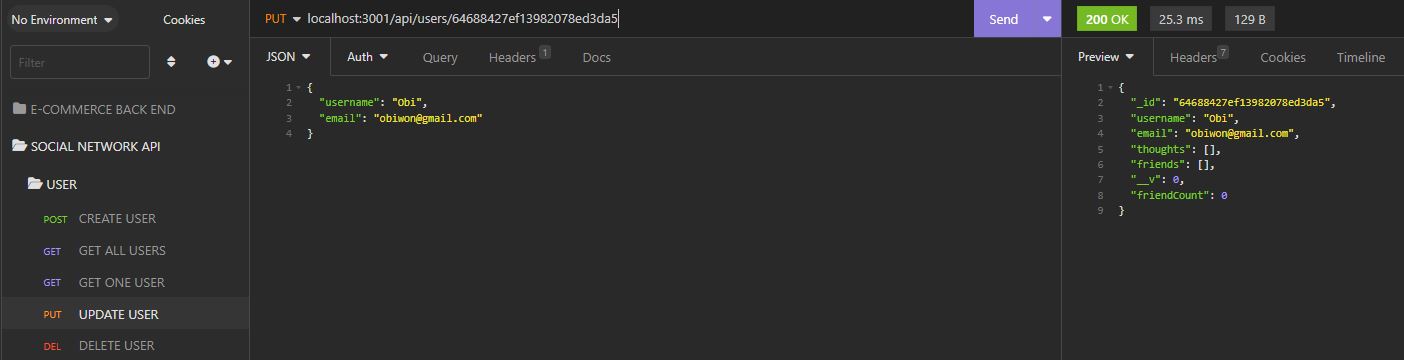 No Environment
Cookies
Filter
E-COMMERCE BACK END
SOCIAL NETWORK API
USER
POST CREATE USER
GET GET ALL USERS
GET GET ONE USER
PUT UPDATE USER
DEL DELETE USER
PUT localhost:3001/api/users/64688427ef13982078ed3da5
Send
JSON
Auth
Query
Headers 1
Docs
1 {
2 "username": "Obi",
3 "email": "obiwon@gmail.com"
4 }
200 OK
25.3 ms
129 B
Preview
Headers 7
Cookies
Timeline
1 {
2 "_id": "64688427ef13982078ed3da5",
3 "username": "Obi",
4 "email": "obiwon@gmail.com",
5 "thoughts": [],
6 "friends": [],
7 "__v": 0,
8 "friendCount": 0
9 }